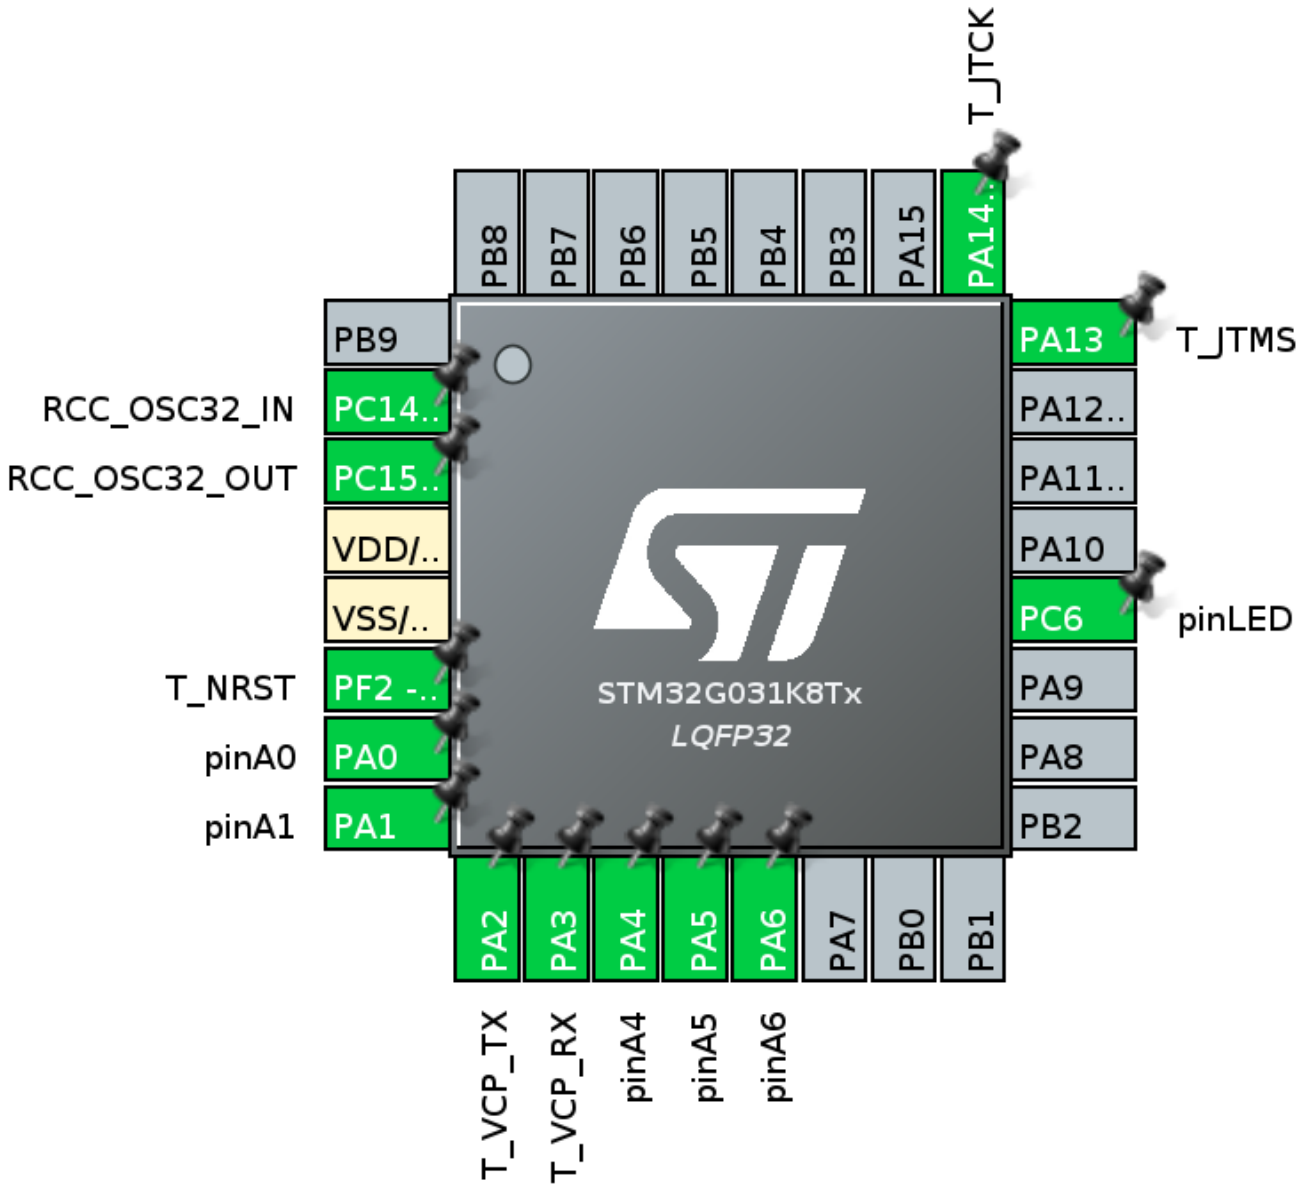 T_JTCK
PB8
PB7
PB6
PB5
PB4
PB3
PA15
PA14..
PB9
PA13
T_JTMS
RCC_OSC32_IN
PC14..
PA12..
RCC_OSC32_OUT
PC15..
PA11..
VDD/..
PA10
VSS/..
PC6
pinLED
T_NRST
PF2 -..
PA9
pinA0
PA0
PA8
pinA1
PA1
PB2
ST
STM32G031K8Tx
LQFP32
PA2
PA3
PA4
PA5
PA6
PA7
PB0
PB1
T_VCP_TX
T_VCP_RX
pinA4
pinA5
pinA6